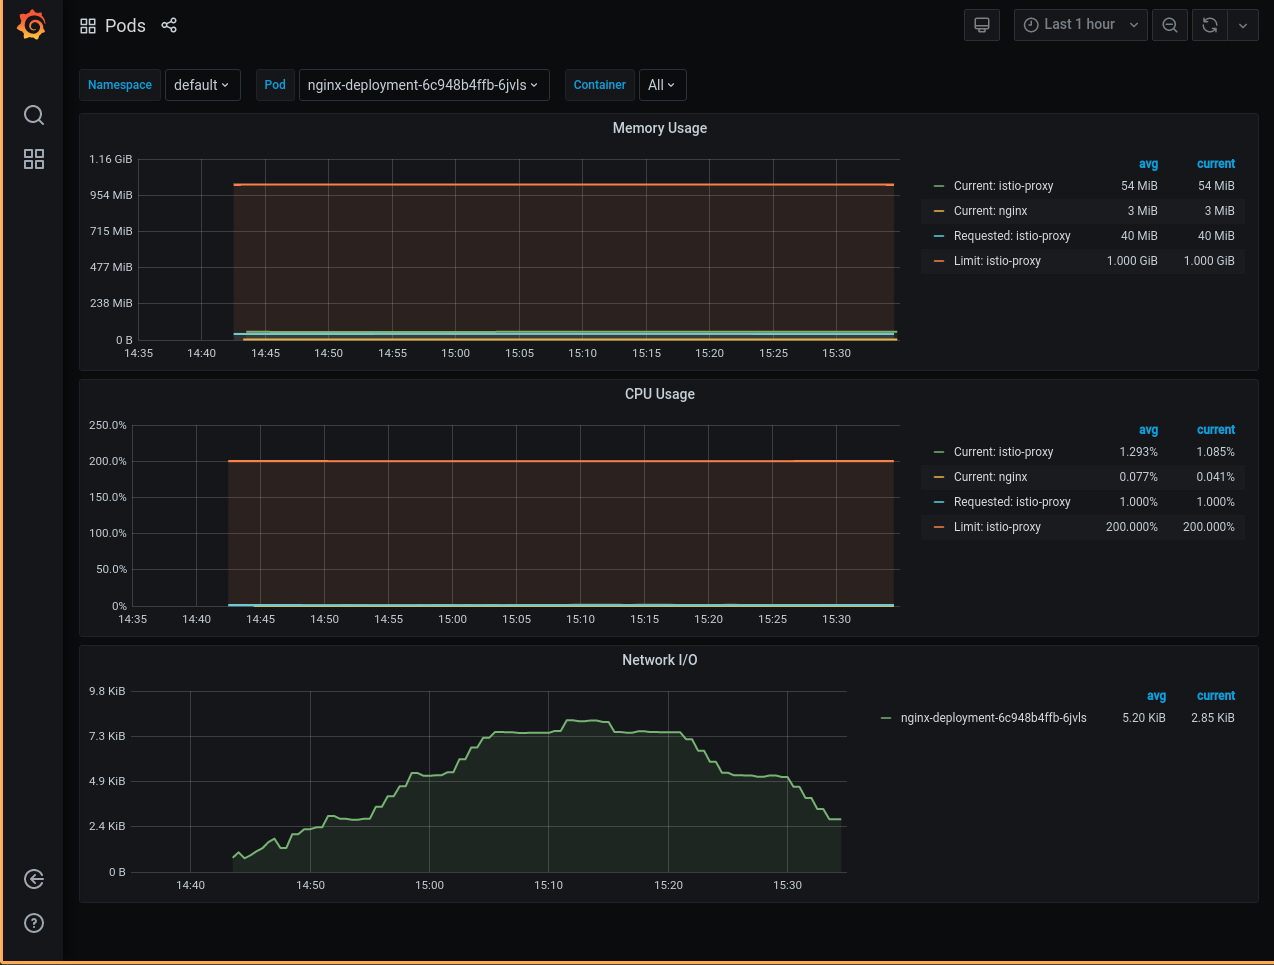 Pods
Last 1 hour
Namespace default Pod nginx-deployment-6c948b4ffb-6jvls Container All
Memory Usage
1.16 GiB
954 MiB
715 MiB
477 MiB
238 MiB
0 B
14:35 14:40 14:45 14:50 14:55 15:00 15:05 15:10 15:15 15:20 15:25 15:30
avg current
Current: istio-proxy 54 MiB 54 MiB
Current: nginx 3 MiB 3 MiB
Requested: istio-proxy 40 MiB 40 MiB
Limit: istio-proxy 1.000 GiB 1.000 GiB
CPU Usage
250.0%
200.0%
150.0%
100.0%
50.0%
0%
14:35 14:40 14:45 14:50 14:55 15:00 15:05 15:10 15:15 15:20 15:25 15:30
avg current
Current: istio-proxy 1.293% 1.085%
Current: nginx 0.077% 0.041%
Requested: istio-proxy 1.000% 1.000%
Limit: istio-proxy 200.000% 200.000%
Network I/O
9.8 KiB
7.3 KiB
4.9 KiB
2.4 KiB
0 B
14:40 14:50 15:00 15:10 15:20 15:30
avg current
nginx-deployment-6c948b4ffb-6jvls 5.20 KiB 2.85 KiB